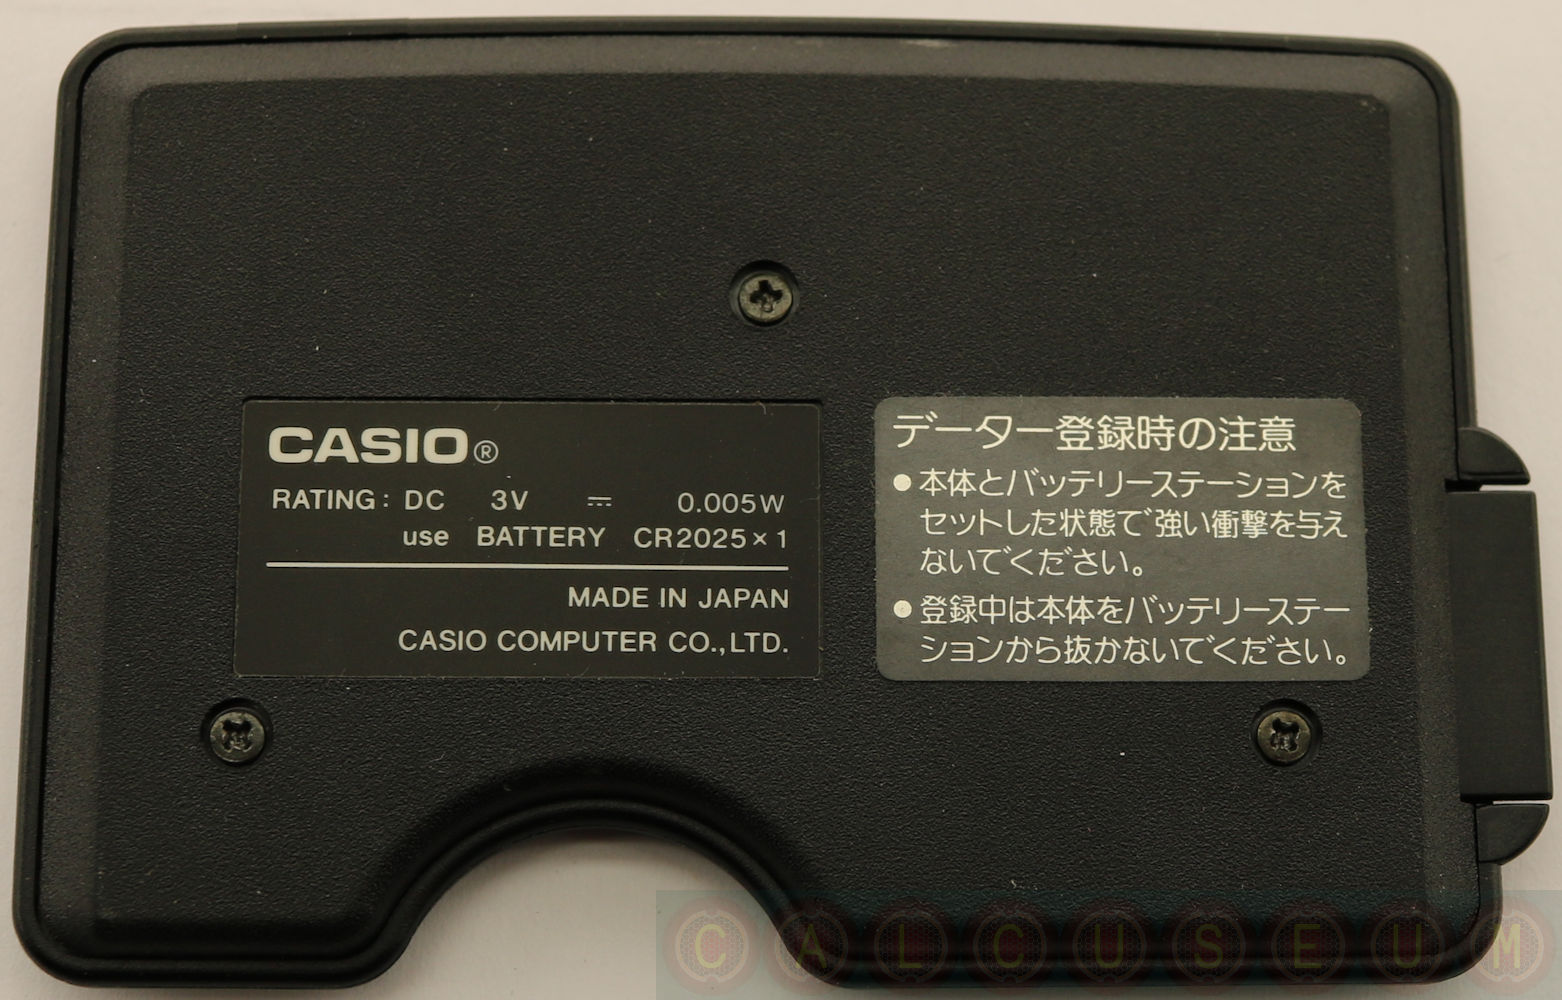 CASIO®
RATING: DC 3V ⎓ 0.005W
use BATTERY CR2025×1
MADE IN JAPAN
CASIO COMPUTER CO.,LTD.
データー登録時の注意
●本体とバッテリーステーションを
セットした状態で強い衝撃を与え
ないでください。
●登録中は本体をバッテリーステー
ションから抜かないでください。
CALCUSEUM